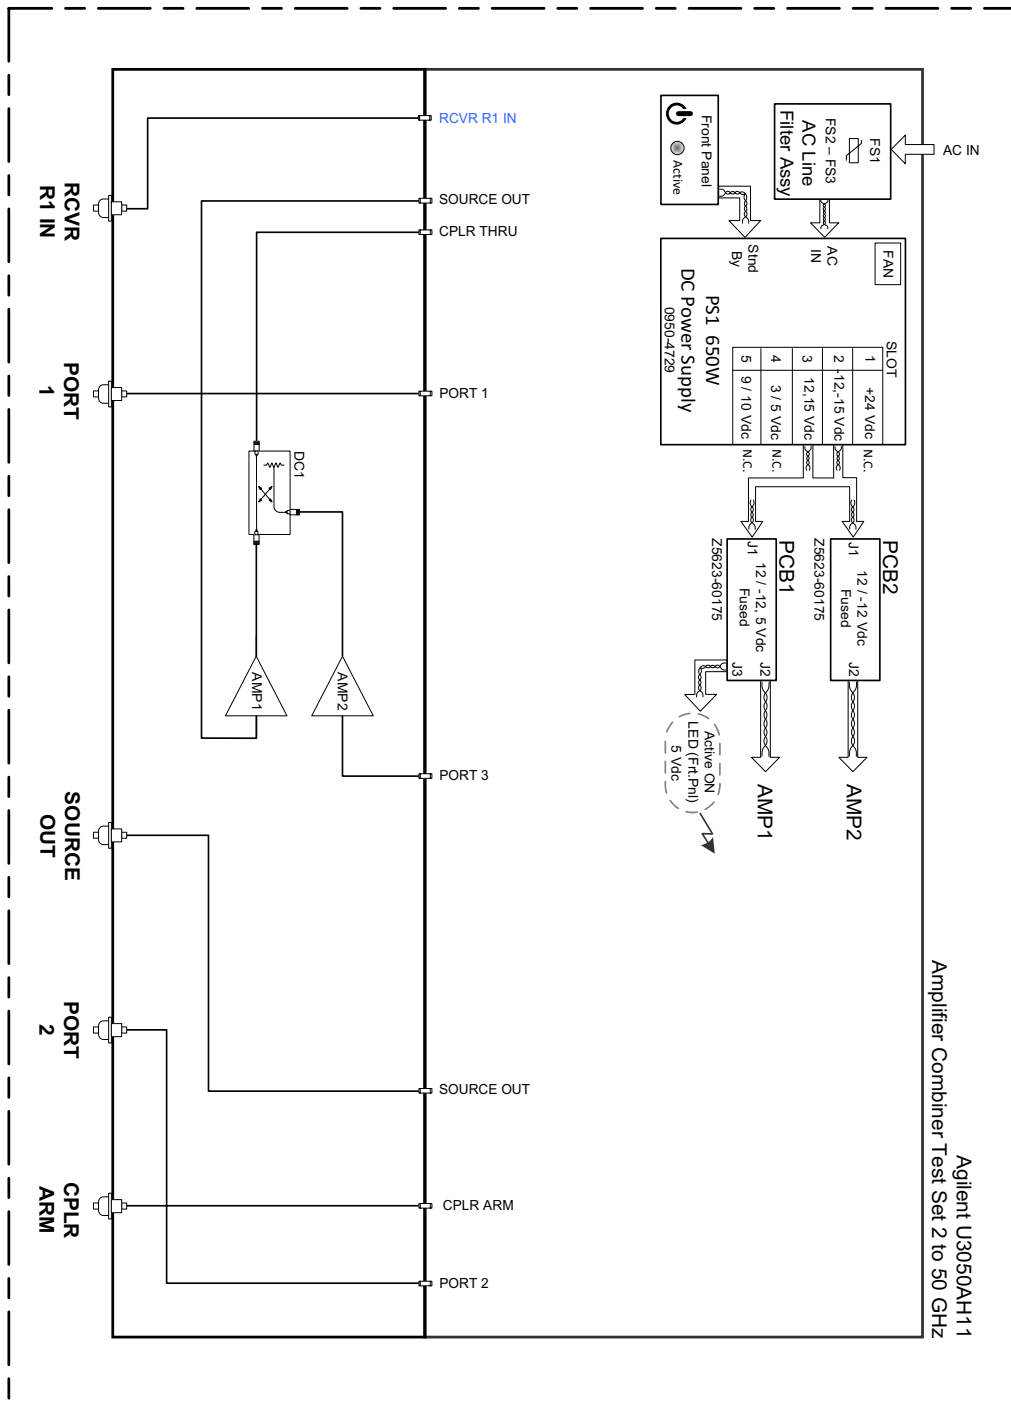 Agilent U3050AH11
Amplifier Combiner Test Set 2 to 50 GHz
AC IN
FS1
FS2 – FS3
AC Line
Filter Assy
Front Panel
Active
FAN
AC
IN
Stnd
By
PS1 650W
DC Power Supply
0950-4729
SLOT
1 +24 Vdc N.C.
2 -12,-15 Vdc
3 12,15 Vdc
4 3 / 5 Vdc N.C.
5 9 / 10 Vdc N.C.
PCB2
J1 12 / -12 Vdc J2
Fused
Z5623-60175
AMP2
PCB1
J1 12 / -12, 5 Vdc J2
Fused
J3
Z5623-60175
AMP1
Active ON
LED (Frt.Pnl)
5 Vdc
RCVR R1 IN
SOURCE OUT
CPLR THRU
PORT 1
PORT 3
SOURCE OUT
CPLR ARM
PORT 2
DC1
AMP2
AMP1
RCVR
R1 IN
PORT
1
SOURCE
OUT
PORT
2
CPLR
ARM